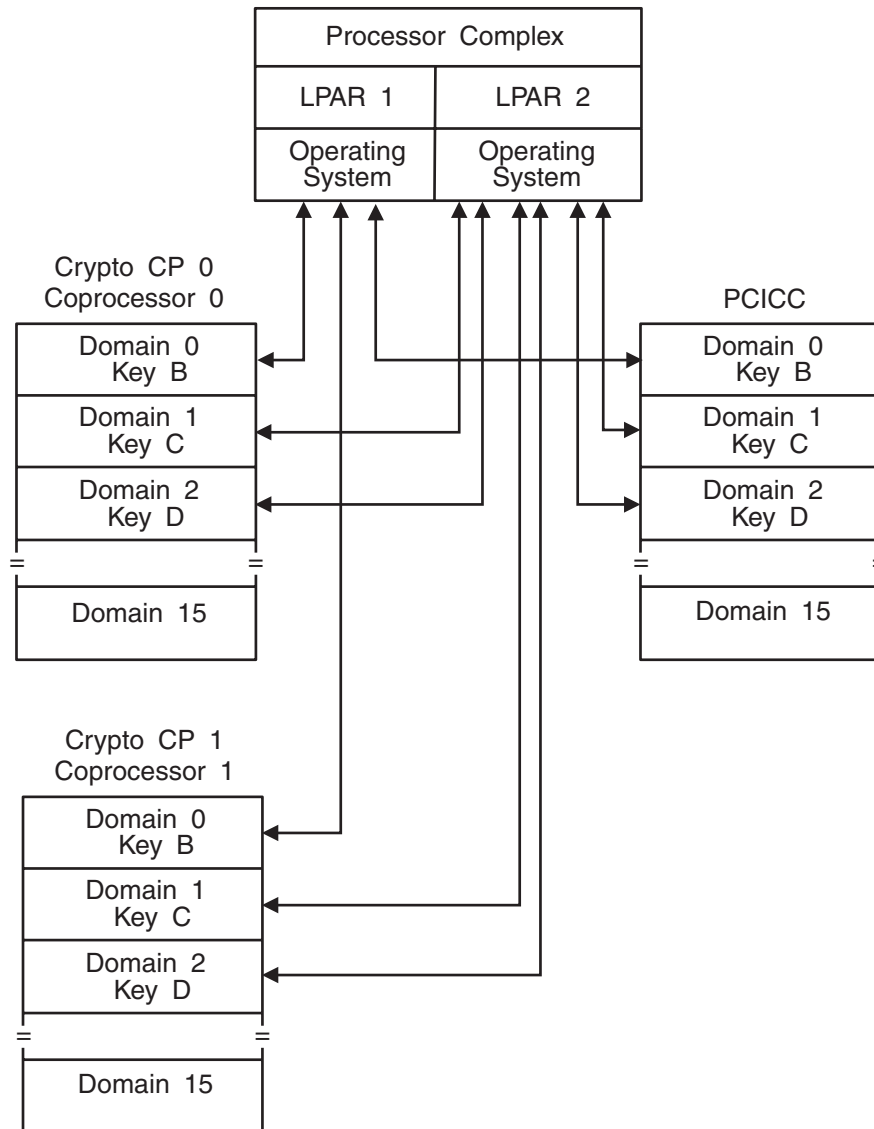 Processor Complex
LPAR 1
LPAR 2
Operating
System
Operating
System
Crypto CP 0
Coprocessor 0
Domain 0
Key B
Domain 1
Key C
Domain 2
Key D
=
=
Domain 15
PCICC
Domain 0
Key B
Domain 1
Key C
Domain 2
Key D
=
=
Domain 15
Crypto CP 1
Coprocessor 1
Domain 0
Key B
Domain 1
Key C
Domain 2
Key D
=
=
Domain 15